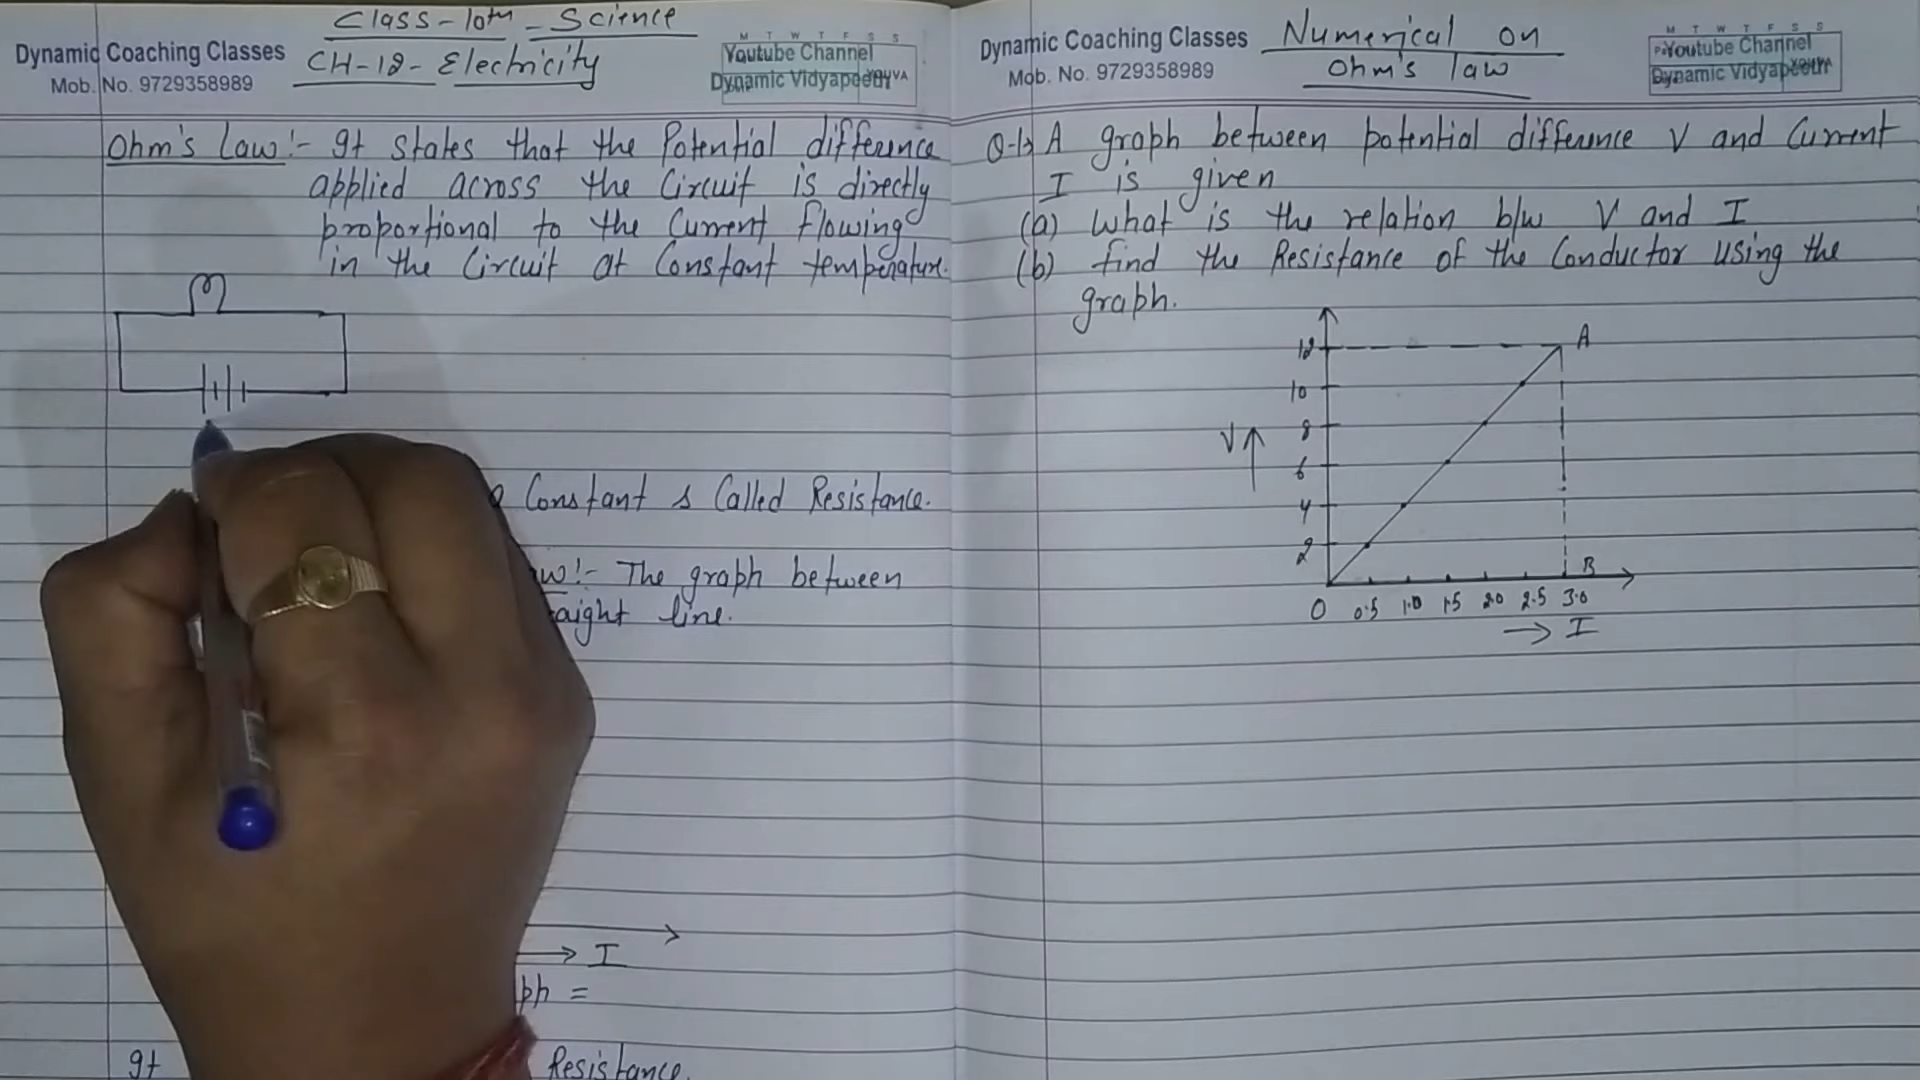 Class-10th-Science
Dynamic Coaching Classes
CH-12-Electricity
Mob. No. 9729358989
M T W T F S S
Youtube Channel
Dynamic Vidyapeeth
Ohm's Law:- It states that the Potential difference
applied across the Circuit is directly
proportional to the Current flowing
in the Circuit at Constant temperature.
Constant s Called Resistance.
w:- The graph between
aight line.
→ I
ph =
It
Resistance.
Dynamic Coaching Classes
Mob. No. 9729358989
Numerical on
Ohm's law
M T W T F S S
Youtube Channel
Dynamic Vidyapeeth
Q-1) A graph between potential difference V and Current
I is given
(a) What is the relation b/w V and I
(b) find the Resistance of the Conductor using the
graph.
12
A
10
V↑
8
6
4
2
B
0 0.5 1.0 1.5 2.0 2.5 3.0
→ I